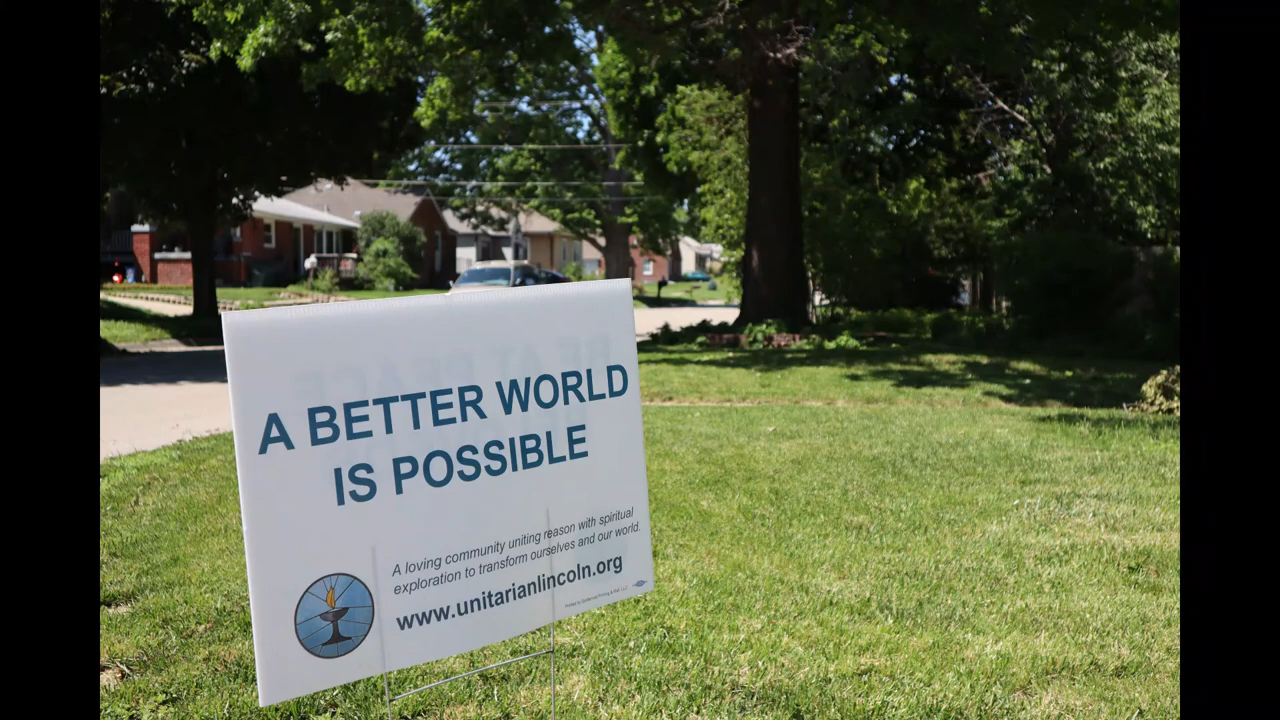 A BETTER WORLD
IS POSSIBLE
A loving community uniting reason with spiritual
exploration to transform ourselves and our world.
www.unitarianlincoln.org